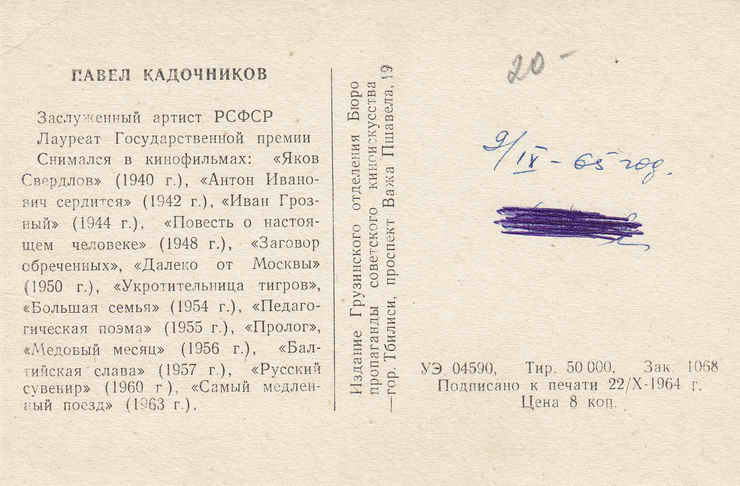 ПАВЕЛ КАДОЧНИКОВ
Заслуженный артист РСФСР
Лауреат Государственной премии
Снимался в кинофильмах: «Яков
Свердлов» (1940 г.), «Антон Ивано-
вич сердится» (1942 г.), «Иван Гроз-
ный» (1944 г.), «Повесть о настоя-
щем человеке» (1948 г.), «Заговор
обреченных», «Далеко от Москвы»
(1950 г.), «Укротительница тигров»,
«Большая семья» (1954 г.), «Педаго-
гическая поэма» (1955 г.), «Пролог»,
«Медовый месяц» (1956 г.), «Бал-
тийская слава» (1957 г.), «Русский
сувенир» (1960 г), «Самый медлен-
ный поезд» (1963 г.).
Издание Грузинского отделения Бюро
пропаганды советского киноискусства
—гор. Тбилиси, проспект Важа Пшавела, 19
20-
9/IX - 65 год.
УЭ 04590, Тир. 50 000, Зак 1068
Подписано к печати 22/X-1964 г.
Цена 8 коп.